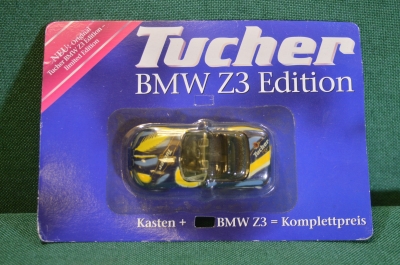 NEU: Original
Tucher BMW Z3 Edition -
limited Edition
Tucher
BMW Z3 Edition
Kasten + BMW Z3 = Komplettpreis